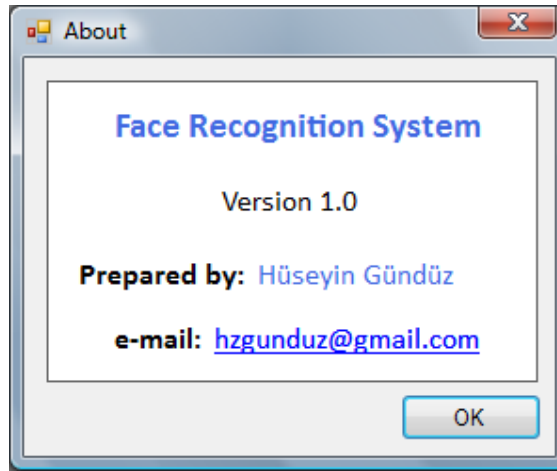 About
Face Recognition System
Version 1.0
Prepared by: Hüseyin Gündüz
e-mail: hzgunduz@gmail.com
OK